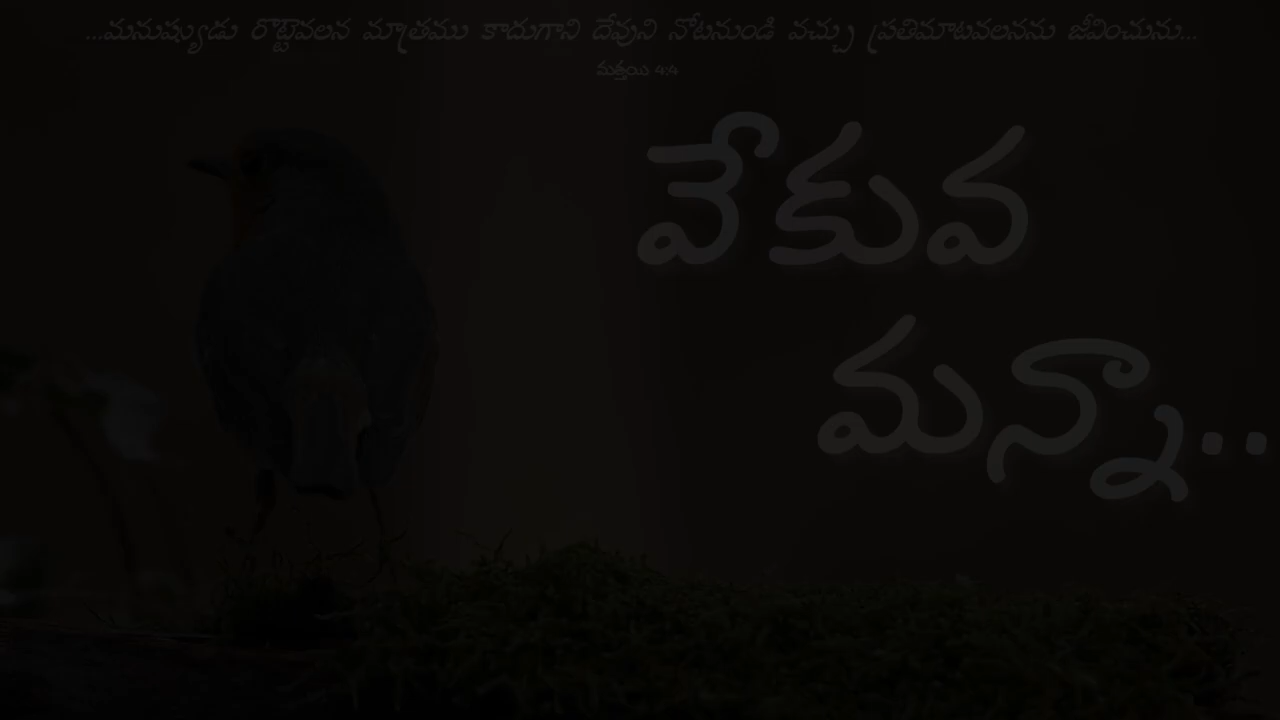 ...మనుష్యుడు రొట్టెవలన మాత్రము కాదుగాని దేవుని నోటనుండి వచ్చు ప్రతిమాటవలనను జీవించును...
మత్తయి 4:4
వేకువ
మన్నా..